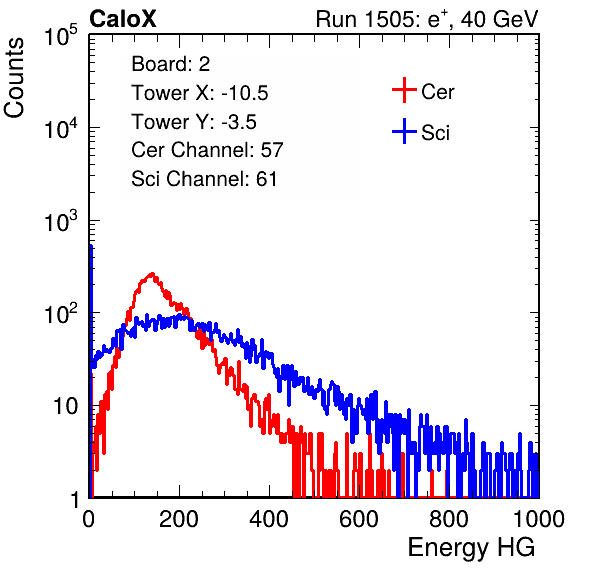 CaloX Run 1505: e⁺, 40 GeV
Counts
Board: 2
Tower X: -10.5
Tower Y: -3.5
Cer Channel: 57
Sci Channel: 61
Cer
Sci
10⁵
10⁴
10³
10²
10
1
0 200 400 600 800 1000
Energy HG